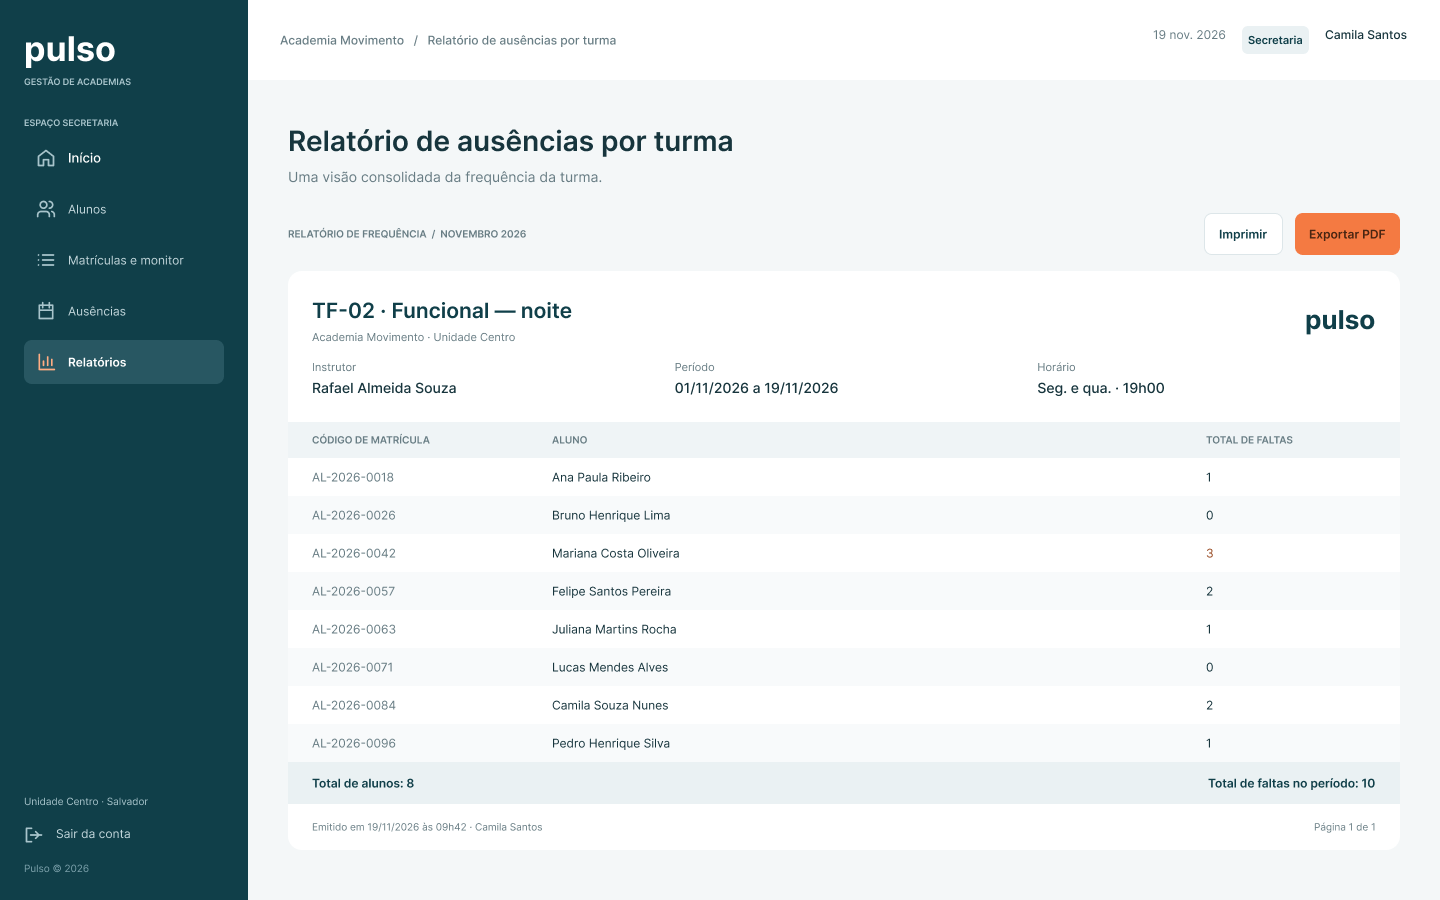 pulso
GESTÃO DE ACADEMIAS
ESPAÇO SECRETARIA
Início
Alunos
Matrículas e monitor
Ausências
Relatórios
Unidade Centro · Salvador
Sair da conta
Pulso © 2026
Academia Movimento / Relatório de ausências por turma
19 nov. 2026 Secretaria Camila Santos
Relatório de ausências por turma
Uma visão consolidada da frequência da turma.
RELATÓRIO DE FREQUÊNCIA / NOVEMBRO 2026
Imprimir Exportar PDF
TF-02 · Funcional — noite
pulso
Academia Movimento · Unidade Centro
Instrutor Período Horário
Rafael Almeida Souza 01/11/2026 a 19/11/2026 Seg. e qua. · 19h00
CÓDIGO DE MATRÍCULA ALUNO TOTAL DE FALTAS
AL-2026-0018 Ana Paula Ribeiro 1
AL-2026-0026 Bruno Henrique Lima 0
AL-2026-0042 Mariana Costa Oliveira 3
AL-2026-0057 Felipe Santos Pereira 2
AL-2026-0063 Juliana Martins Rocha 1
AL-2026-0071 Lucas Mendes Alves 0
AL-2026-0084 Camila Souza Nunes 2
AL-2026-0096 Pedro Henrique Silva 1
Total de alunos: 8 Total de faltas no período: 10
Emitido em 19/11/2026 às 09h42 · Camila Santos Página 1 de 1